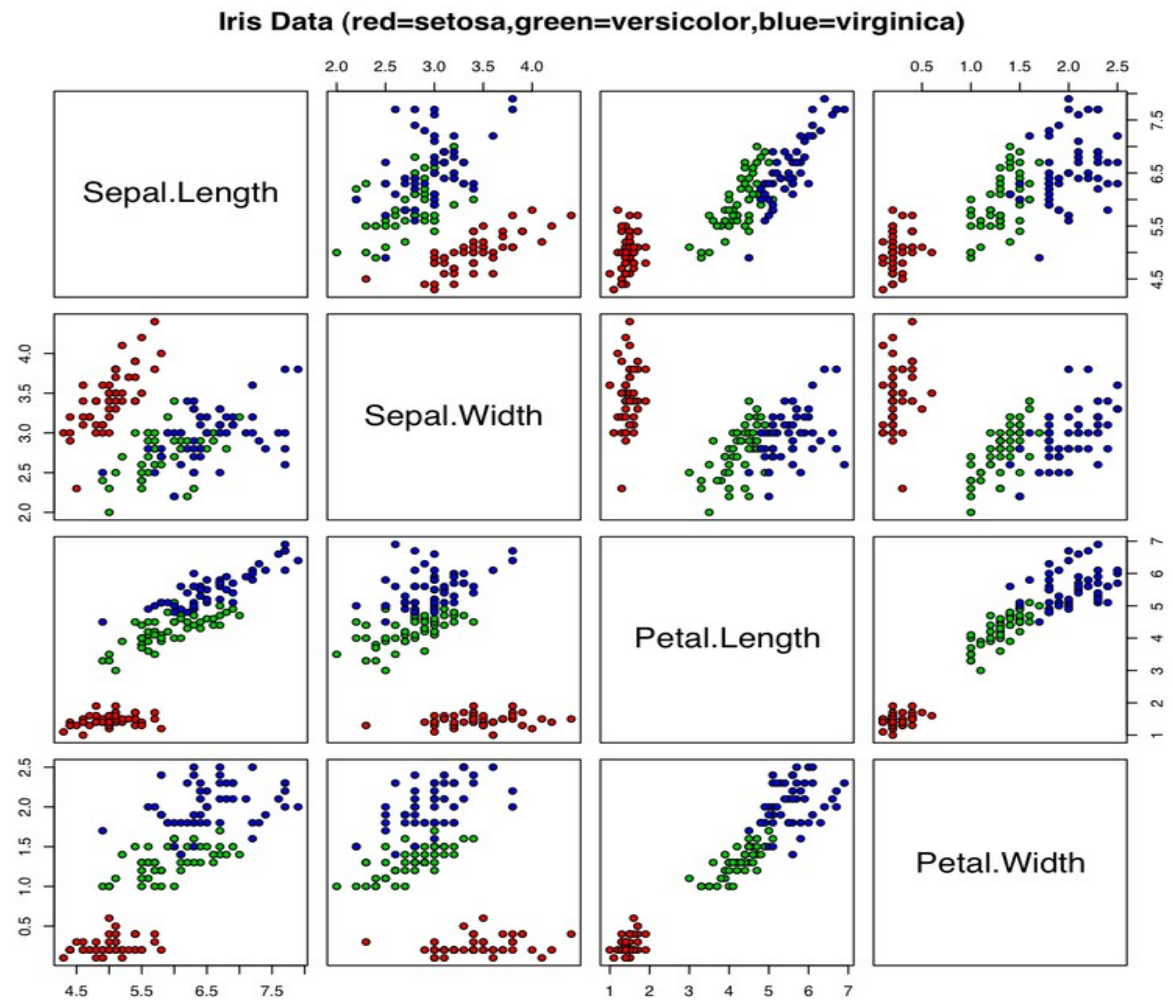 Iris Data (red=setosa,green=versicolor,blue=virginica)
2.0 2.5 3.0 3.5 4.0
0.5 1.0 1.5 2.0 2.5
Sepal.Length
4.5 5.5 6.5 7.5
2.0 2.5 3.0 3.5 4.0
Sepal.Width
Petal.Length
1 2 3 4 5 6 7
0.5 1.0 1.5 2.0 2.5
Petal.Width
4.5 5.5 6.5 7.5
1 2 3 4 5 6 7